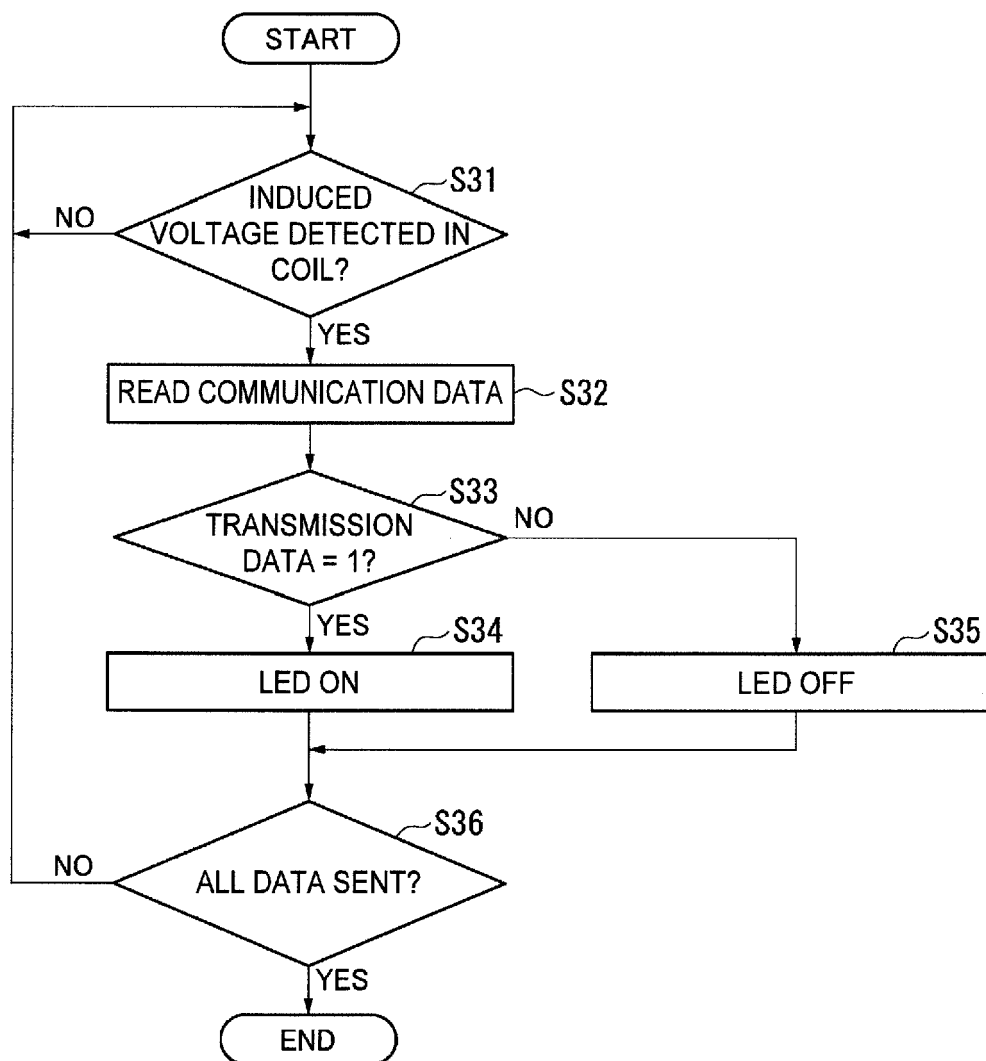 START
S31
INDUCED
VOLTAGE DETECTED IN
COIL?
NO
YES
READ COMMUNICATION DATA
S32
S33
TRANSMISSION
DATA = 1?
NO
YES
S34
LED ON
S35
LED OFF
S36
ALL DATA SENT?
NO
YES
END